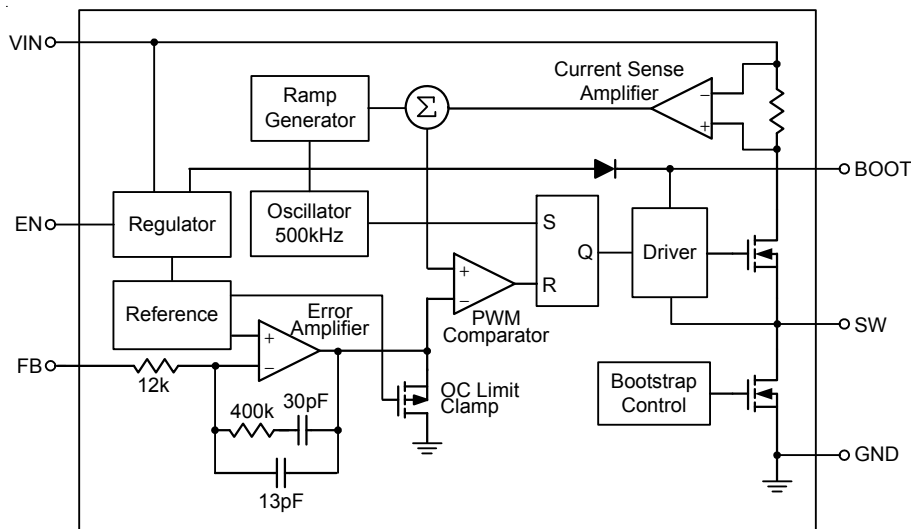 VIN
Current Sense
Amplifier
Ramp
Generator
Σ
−
+
BOOT
EN
Regulator
Oscillator
500kHz
S
Q
R
Driver
Reference
Error
Amplifier
+
−
PWM
Comparator
SW
FB
12k
+
−
OC Limit
Clamp
Bootstrap
Control
400k
30pF
13pF
GND